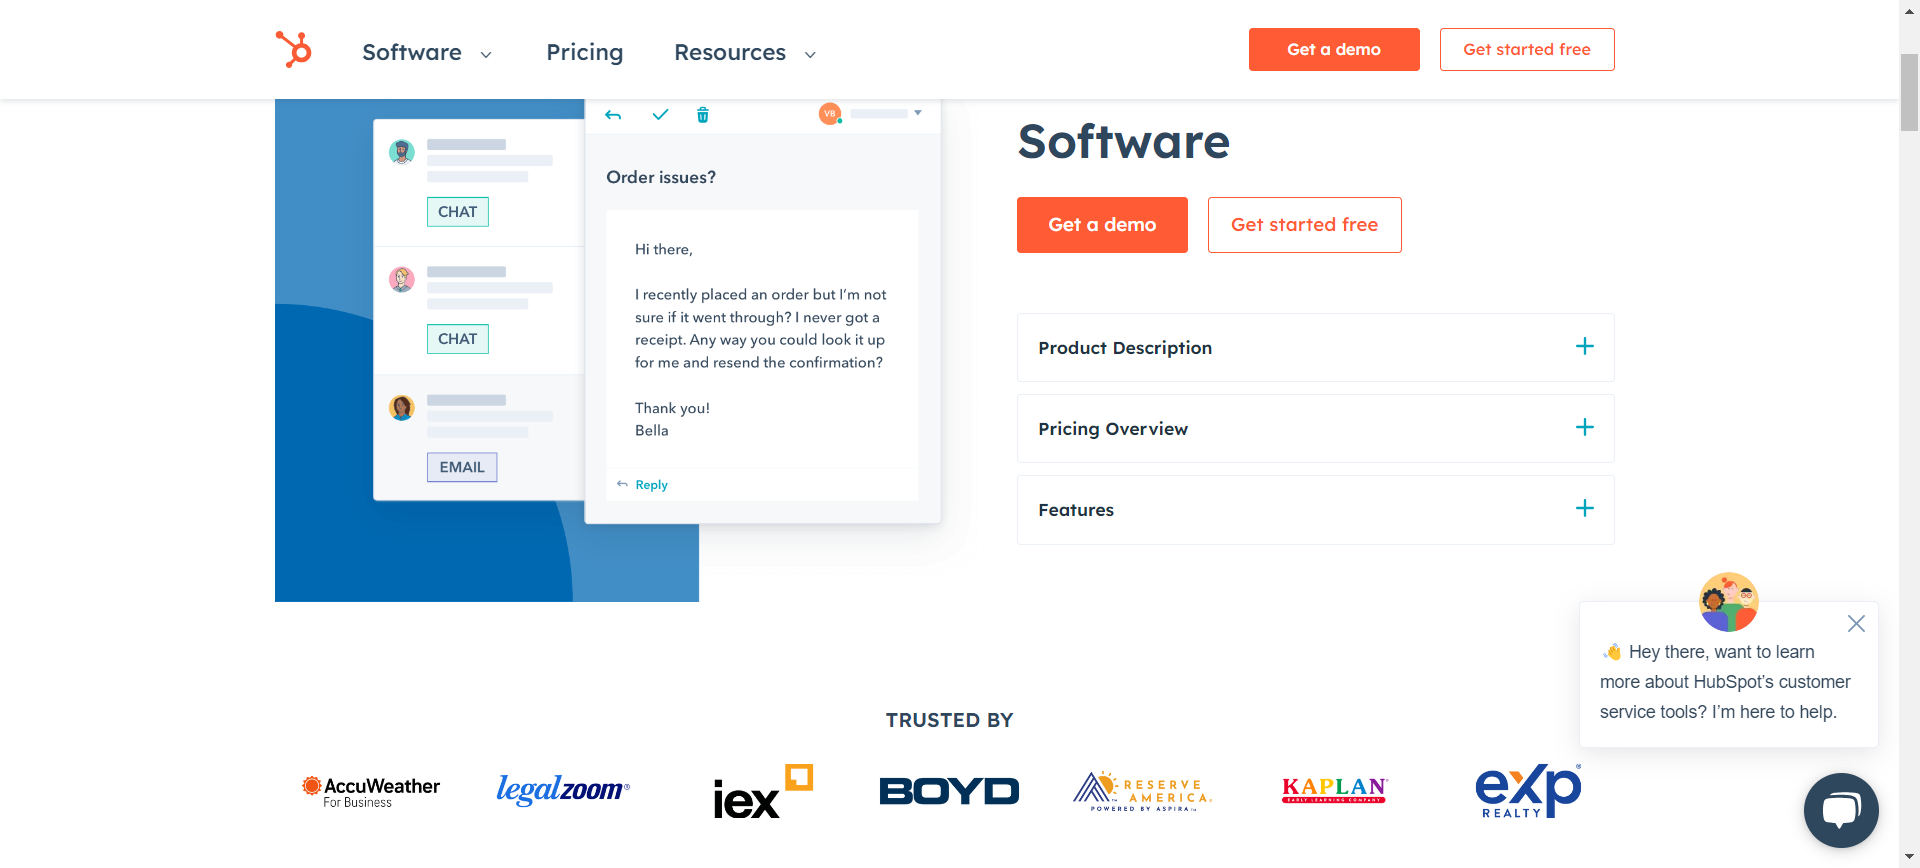 Software
Pricing
Resources
Get a demo
Get started free
VB
CHAT
CHAT
EMAIL
Order issues?
Hi there,
I recently placed an order but I'm not
sure if it went through? I never got a
receipt. Any way you could look it up
for me and resend the confirmation?
Thank you!
Bella
Reply
Software
Get a demo
Get started free
Product Description
Pricing Overview
Features
👋 Hey there, want to learn
more about HubSpot's customer
service tools? I'm here to help.
TRUSTED BY
AccuWeather
For Business
legalzoom®
iex
BOYD
RESERVE
AMERICA
POWERED BY ASPIRA™
KAPLAN
EARLY LEARNING COMPANY
eXp
REALTY